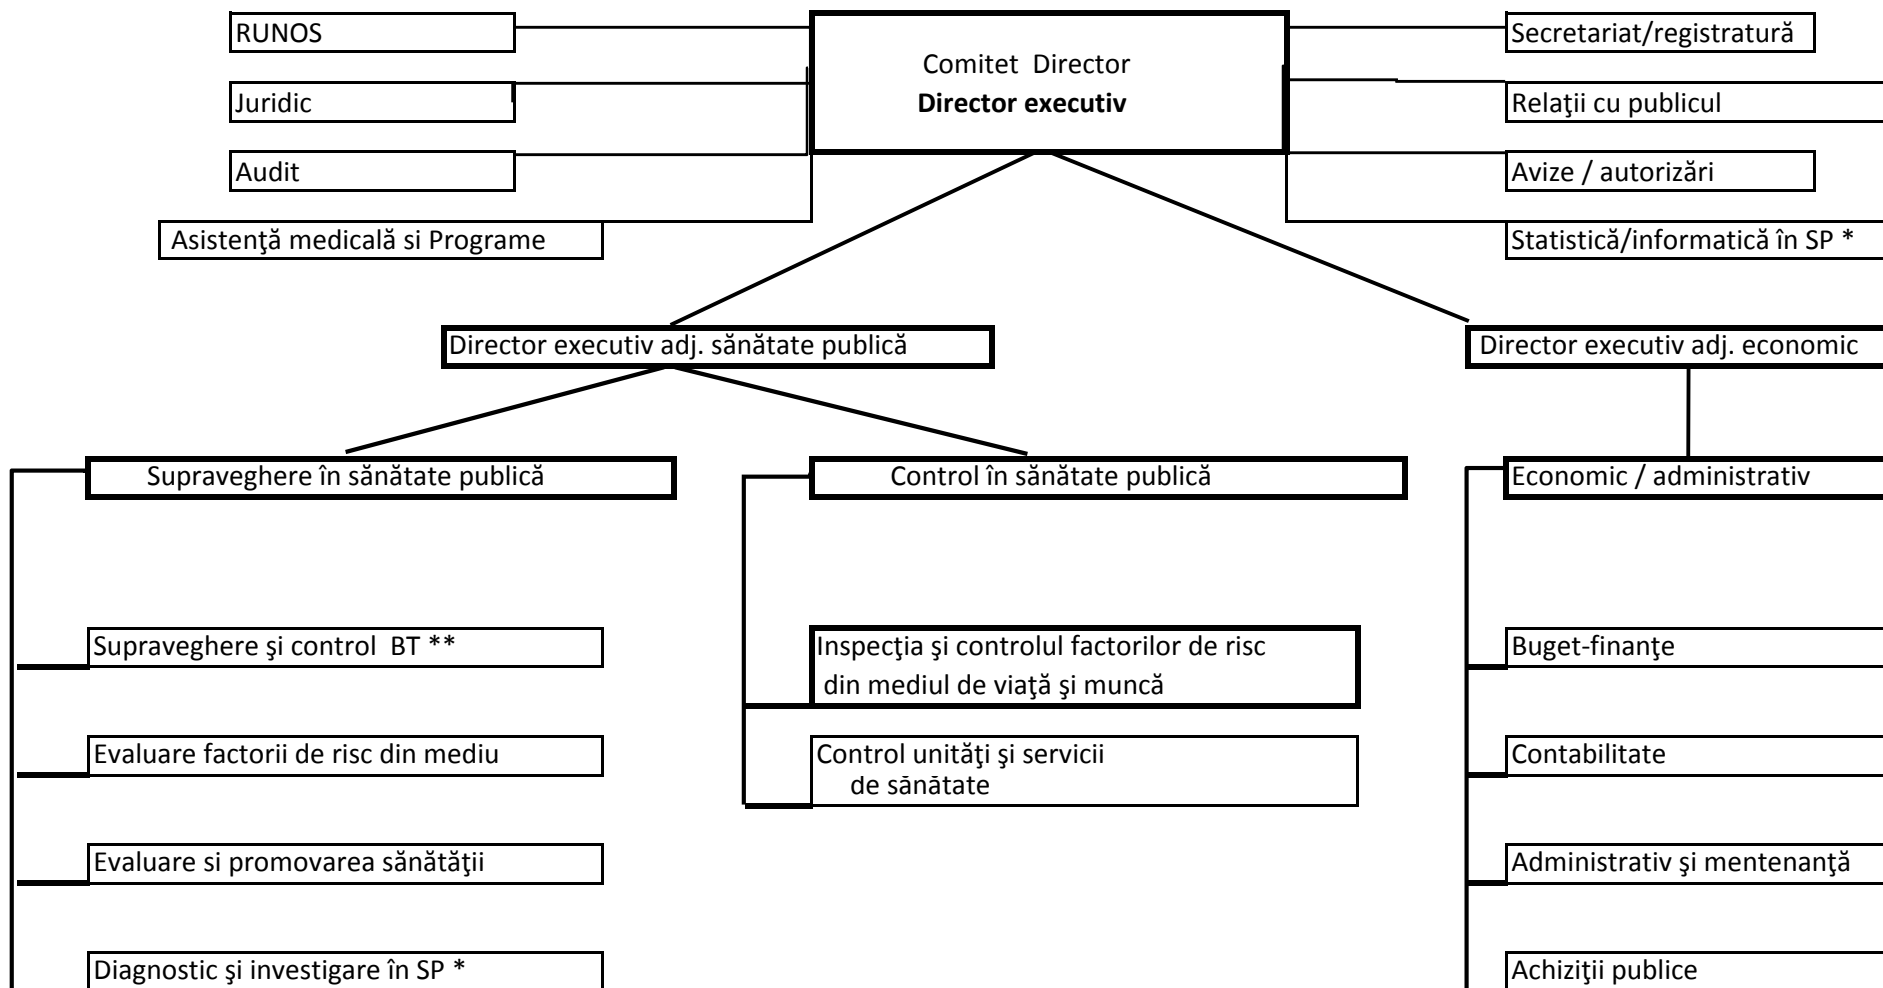 RUNOS
Secretariat/registratură
Comitet Director
Director executiv
Juridic
Relaţii cu publicul
Audit
Avize / autorizări
Asistenţă medicală si Programe
Statistică/informatică în SP *
Director executiv adj. sănătate publică
Director executiv adj. economic
Supraveghere în sănătate publică
Control în sănătate publică
Economic / administrativ
Supraveghere şi control BT **
Inspecţia şi controlul factorilor de risc
din mediul de viaţă şi muncă
Buget-finanţe
Evaluare factorii de risc din mediu
Control unităţi şi servicii
de sănătate
Contabilitate
Evaluare si promovarea sănătăţii
Administrativ şi mentenanţă
Diagnostic şi investigare în SP *
Achiziţii publice